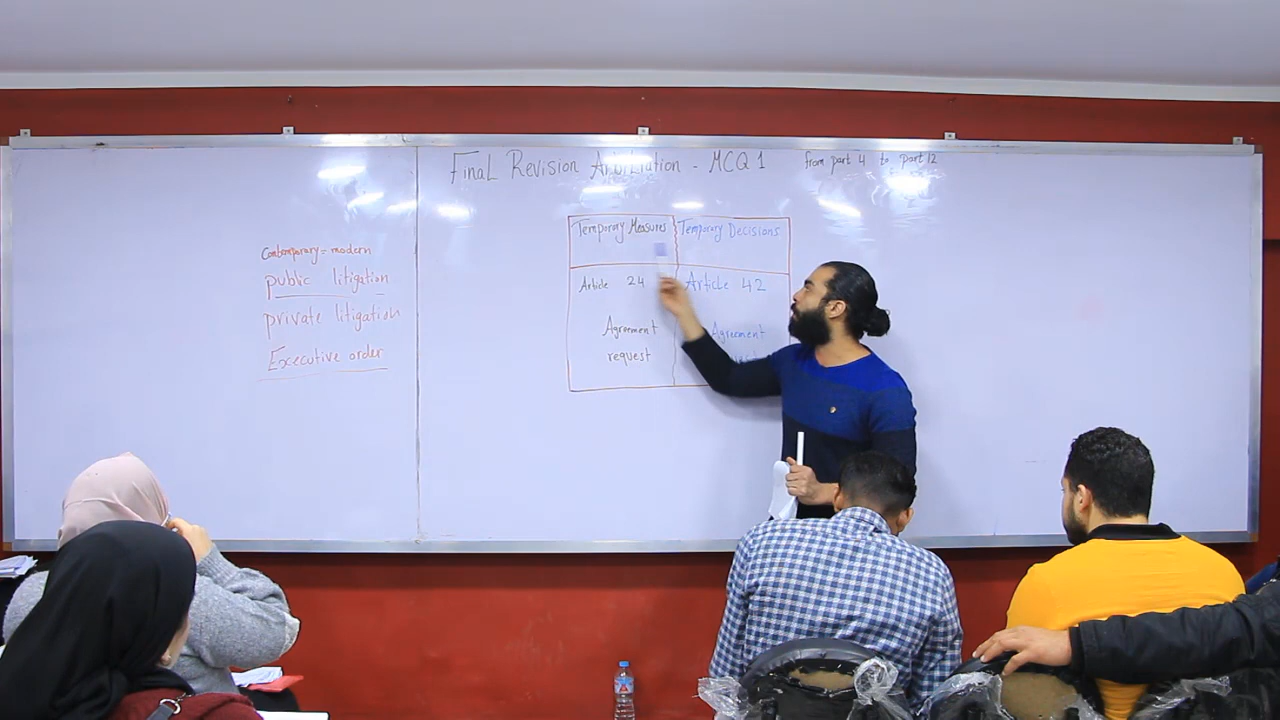 Final Revision Arbitration - MCQ 1 from part 4 to part 12
Contemporary = modern
public litigation
private litigation
Excecutive order
Temporary Measures Temporary Decisions
Article 24 Article 42
Agreement Agreement
request